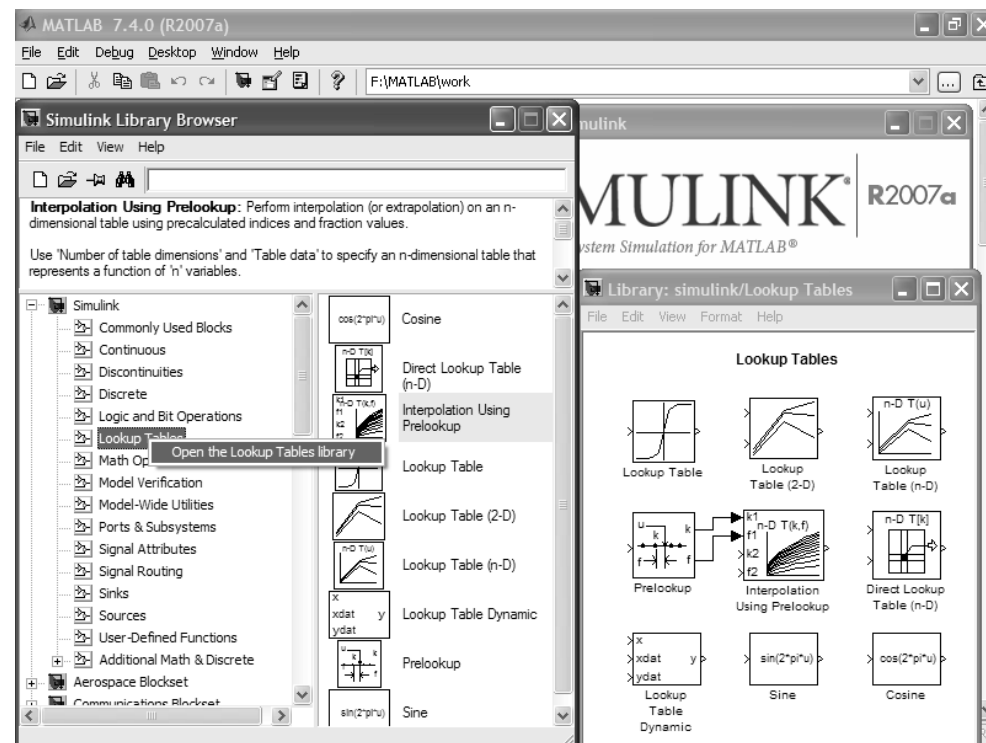 MATLAB 7.4.0 (R2007a)
File Edit Debug Desktop Window Help
F:\MATLAB\work
Simulink Library Browser
File Edit View Help
Interpolation Using Prelookup: Perform interpolation (or extrapolation) on an n-
dimensional table using precalculated indices and fraction values.
Use 'Number of table dimensions' and 'Table data' to specify an n-dimensional table that
represents a function of 'n' variables.
Simulink
Commonly Used Blocks
Continuous
Discontinuities
Discrete
Logic and Bit Operations
Lookup Tables
Open the Lookup Tables library
Math Op
Model Verification
Model-Wide Utilities
Ports & Subsystems
Signal Attributes
Signal Routing
Sinks
Sources
User-Defined Functions
Additional Math & Discrete
Aerospace Blockset
Communications Blockset
cos(2*pi*u) Cosine
n-D T[k]
Direct Lookup Table
(n-D)
n-D T(k,f)
f1
k2
Interpolation Using
Prelookup
Lookup Table
Lookup Table (2-D)
n-D T(u)
Lookup Table (n-D)
x
xdat y
ydat
Lookup Table Dynamic
u k k
f
Prelookup
sin(2*pi*u) Sine
mulink
MULINK® R2007a
ystem Simulation for MATLAB®
Library: simulink/Lookup Tables
File Edit View Format Help
Lookup Tables
Lookup Table
Lookup
Table (2-D)
n-D T(u)
Lookup
Table (n-D)
u k
k
f f
Prelookup
k1
n-D T(k,f)
f1
k2
f2
Interpolation
Using Prelookup
n-D T[k]
Direct Lookup
Table (n-D)
x
xdat y
ydat
Lookup
Table
Dynamic
sin(2*pi*u)
Sine
cos(2*pi*u)
Cosine